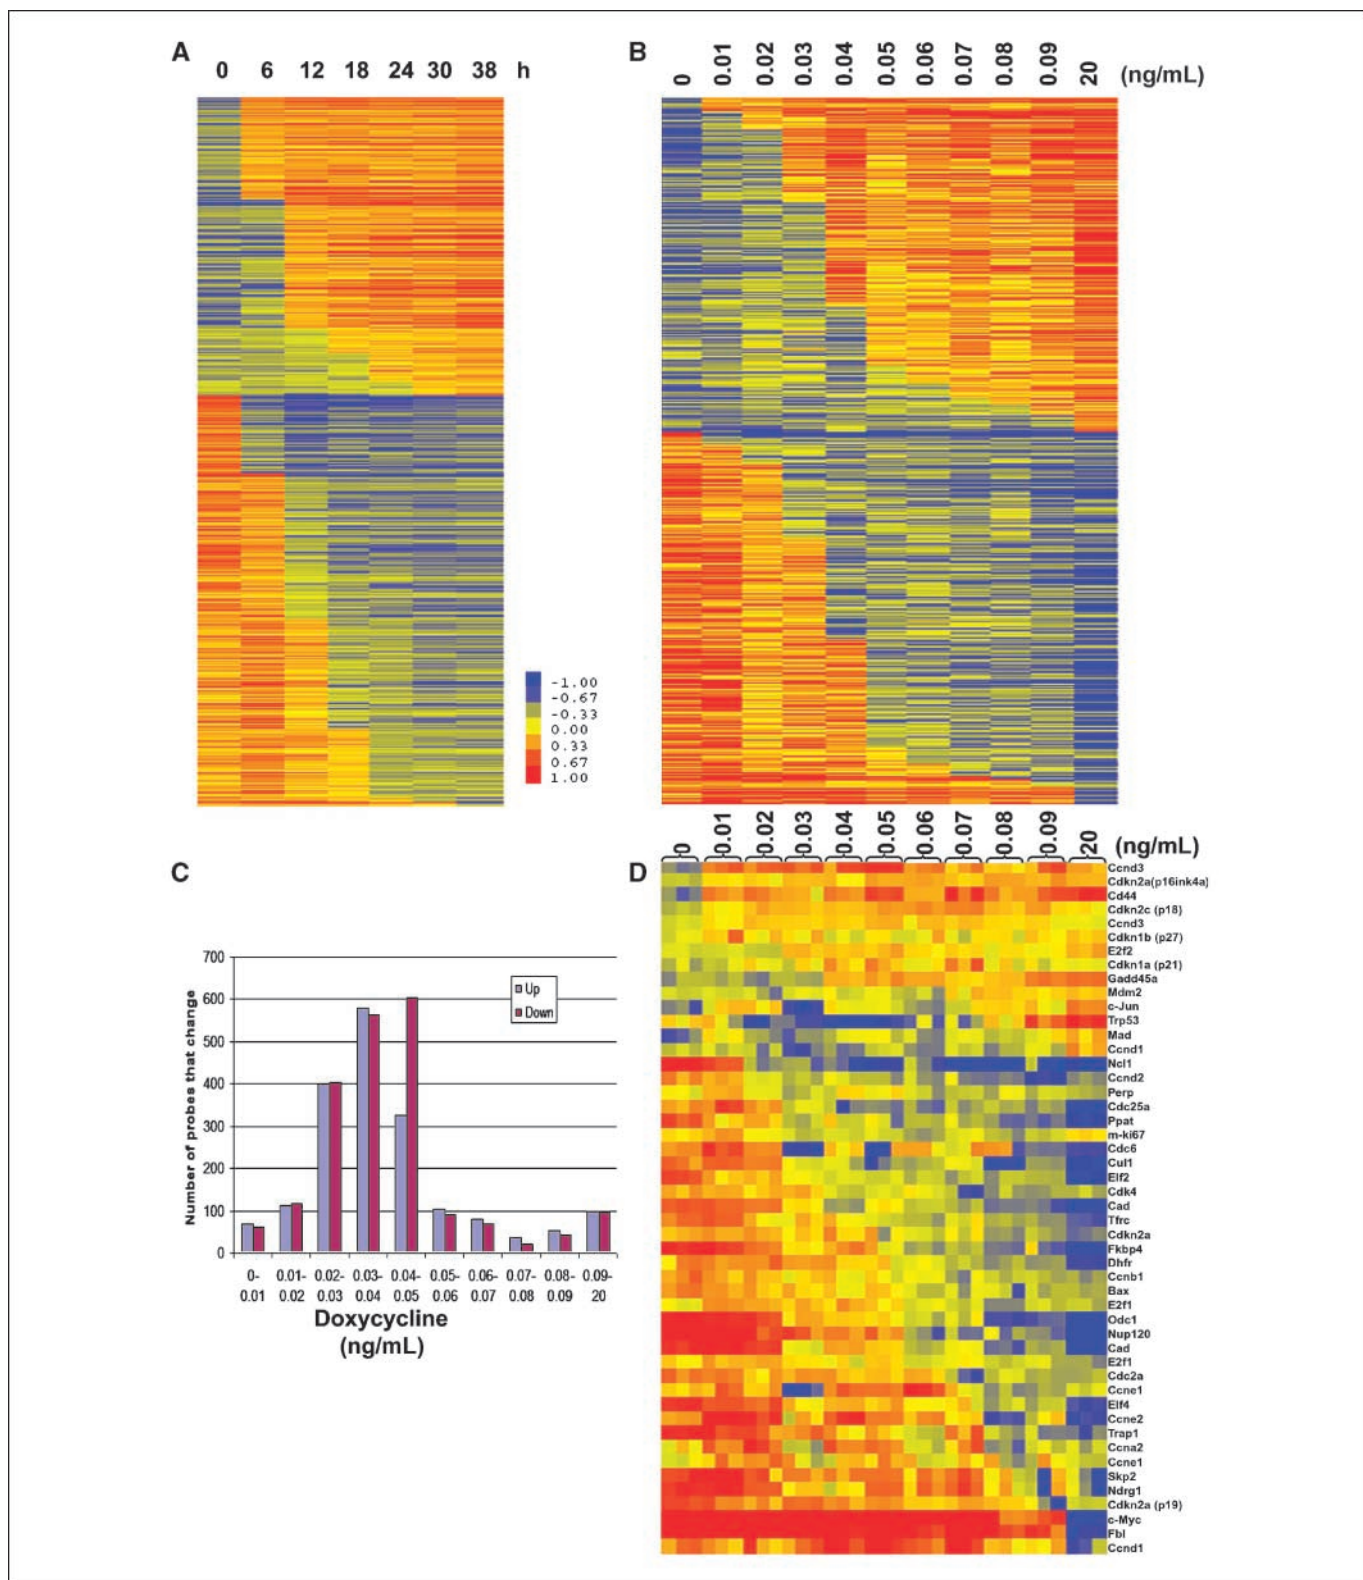 A
0 6 12 18 24 30 38 h
-1.00
-0.67
-0.33
0.00
0.33
0.67
1.00
B
0 0.01 0.02 0.03 0.04 0.05 0.06 0.07 0.08 0.09 20 (ng/mL)
C
Number of probes that change
700
600
500
400
300
200
100
0
Up
Down
0-0.01
0.01-0.02
0.02-0.03
0.03-0.04
0.04-0.05
0.05-0.06
0.06-0.07
0.07-0.08
0.08-0.09
0.09-20
Doxycycline
(ng/mL)
D
0 0.01 0.02 0.03 0.04 0.05 0.06 0.07 0.08 0.09 20 (ng/mL)
Ccnd3
Cdkn2a(p16ink4a)
Cd44
Cdkn2c (p18)
Ccnd3
Cdkn1b (p27)
E2f2
Cdkn1a (p21)
Gadd45a
Mdm2
c-Jun
Trp53
Mad
Ccnd1
Ncl1
Ccnd2
Perp
Cdc25a
Ppat
m-ki67
Cdc6
Cul1
Elf2
Cdk4
Cad
Tfrc
Cdkn2a
Fkbp4
Dhfr
Ccnb1
Bax
E2f1
Odc1
Nup120
Cad
E2f1
Cdc2a
Ccne1
Elf4
Ccne2
Trap1
Ccna2
Ccne1
Skp2
Ndrg1
Cdkn2a (p19)
c-Myc
Fbl
Ccnd1